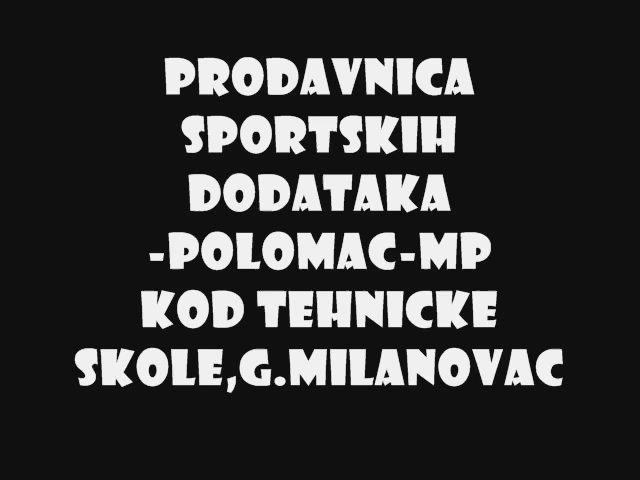 PRODAVNICA
SPORTSKIH
DODATAKA
-POLOMAC-MP
KOD TEHNICKE
SKOLE,G.MILANOVAC